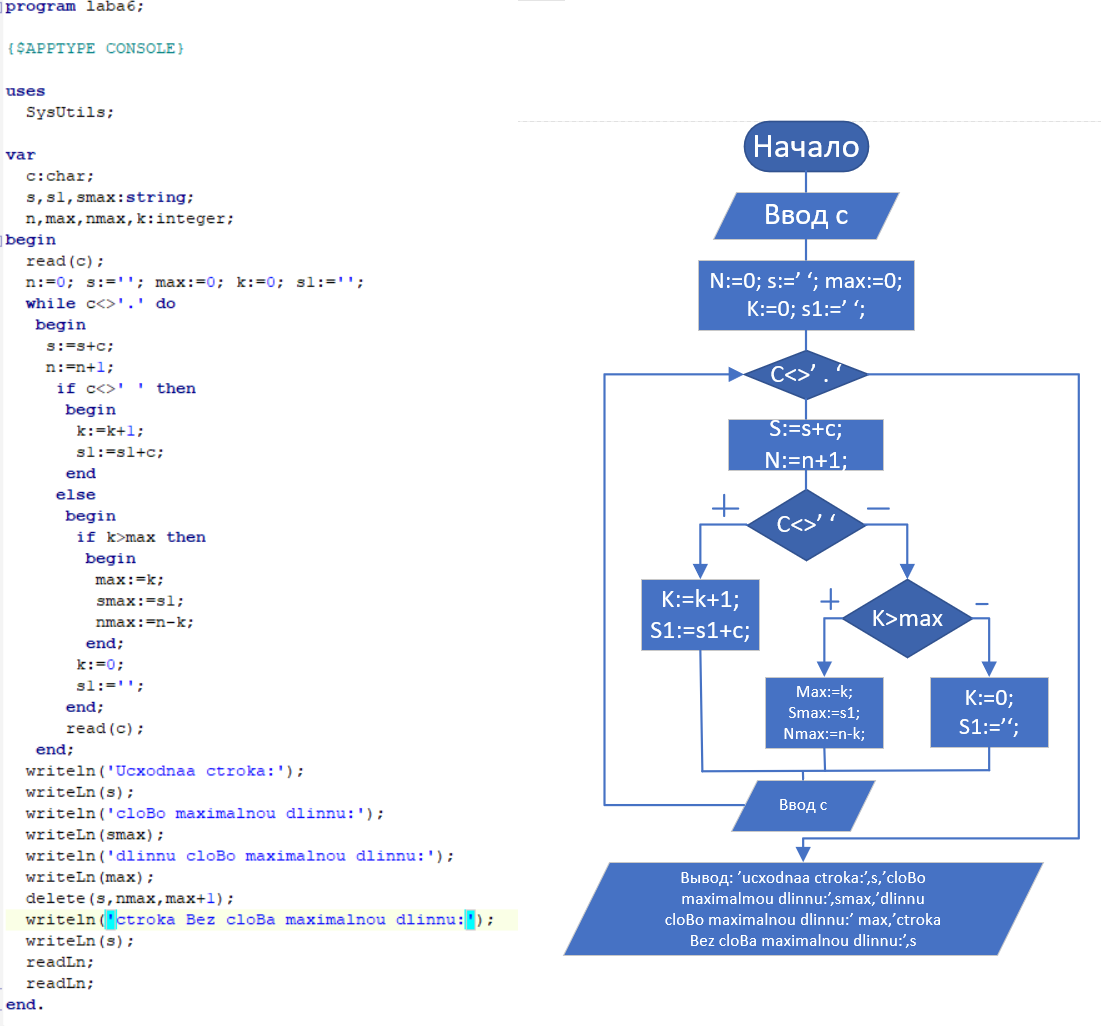 program laba6;
{$APPTYPE CONSOLE}
uses
SysUtils;
var
c:char;
s,s1,smax:string;
n,max,nmax,k:integer;
begin
read(c);
n:=0; s:=''; max:=0; k:=0; s1:='';
while c<>'.' do
begin
s:=s+c;
n:=n+1;
if c<>' ' then
begin
k:=k+1;
s1:=s1+c;
end
else
begin
if k>max then
begin
max:=k;
smax:=s1;
nmax:=n-k;
end;
k:=0;
s1:='';
end;
read(c);
end;
writeln('Ucxodnaa ctroka:');
writeLn(s);
writeln('cloBo maximalnou dlinnu:');
writeLn(smax);
writeln('dlinnu cloBo maximalnou dlinnu:');
writeLn(max);
delete(s,nmax,max+1);
writeln('ctroka Bez cloBa maximalnou dlinnu:');
writeLn(s);
readLn;
readLn;
end.
Начало
Ввод с
N:=0; s:=’ ‘; max:=0;
K:=0; s1:=’ ‘;
C<>’ . ‘
S:=s+c;
N:=n+1;
+
C<>’ ‘
−
K:=k+1;
S1:=s1+c;
+
K>max
−
Max:=k;
Smax:=s1;
Nmax:=n-k;
K:=0;
S1:=’‘;
Ввод с
Вывод: ’ucxodnaa ctroka:’,s,’cloBo
maximalnou dlinnu:’,smax,’dlinnu
cloBo maximalnou dlinnu:’ max,’ctroka
Bez cloBa maximalnou dlinnu:’,s